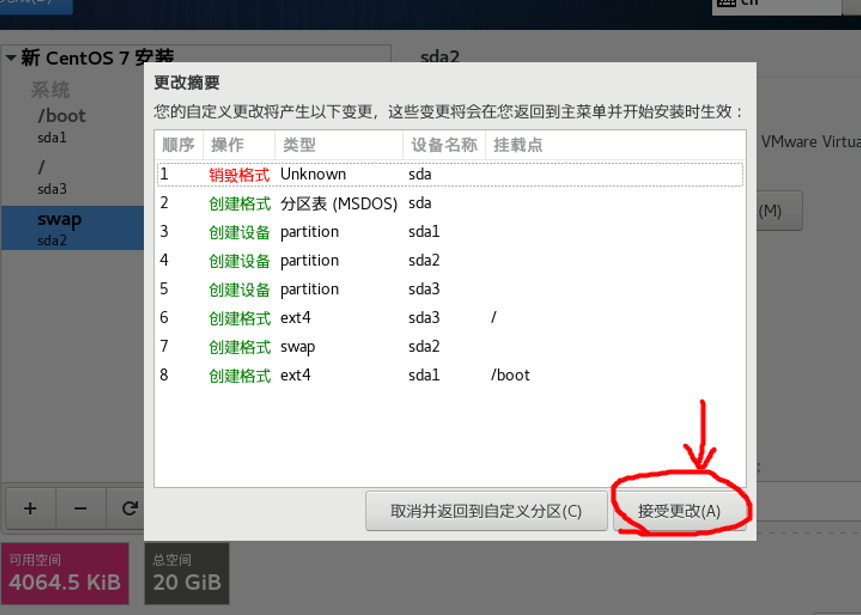 cn
新 CentOS 7 安装
sda2
系统
/boot
sda1
/
sda3
swap
sda2
更改摘要
您的自定义更改将产生以下变更，这些变更将会在您返回到主菜单并开始安装时生效：
顺序 操作 类型 设备名称 挂载点
1 销毁格式 Unknown sda
2 创建格式 分区表 (MSDOS) sda
3 创建设备 partition sda1
4 创建设备 partition sda2
5 创建设备 partition sda3
6 创建格式 ext4 sda3 /
7 创建格式 swap sda2
8 创建格式 ext4 sda1 /boot
VMware Virtua
(M)
取消并返回到自定义分区(C)
接受更改(A)
可用空间
4064.5 KiB
总空间
20 GiB